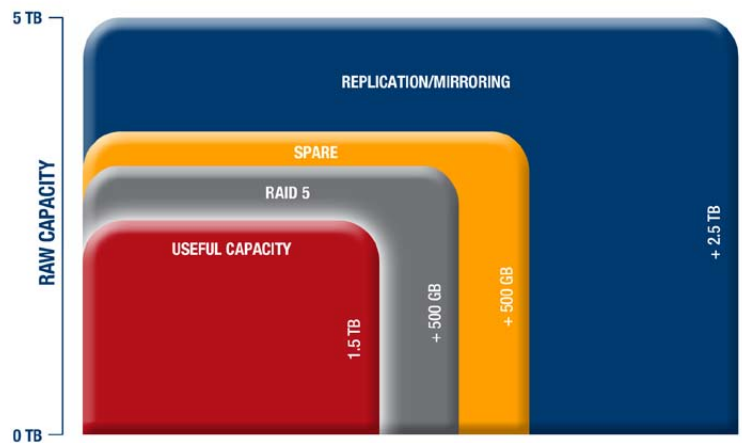 5 TB
REPLICATION/MIRRORING
SPARE
RAID 5
USEFUL CAPACITY
RAW CAPACITY
1.5 TB
+ 500 GB
+ 500 GB
+ 2.5 TB
0 TB